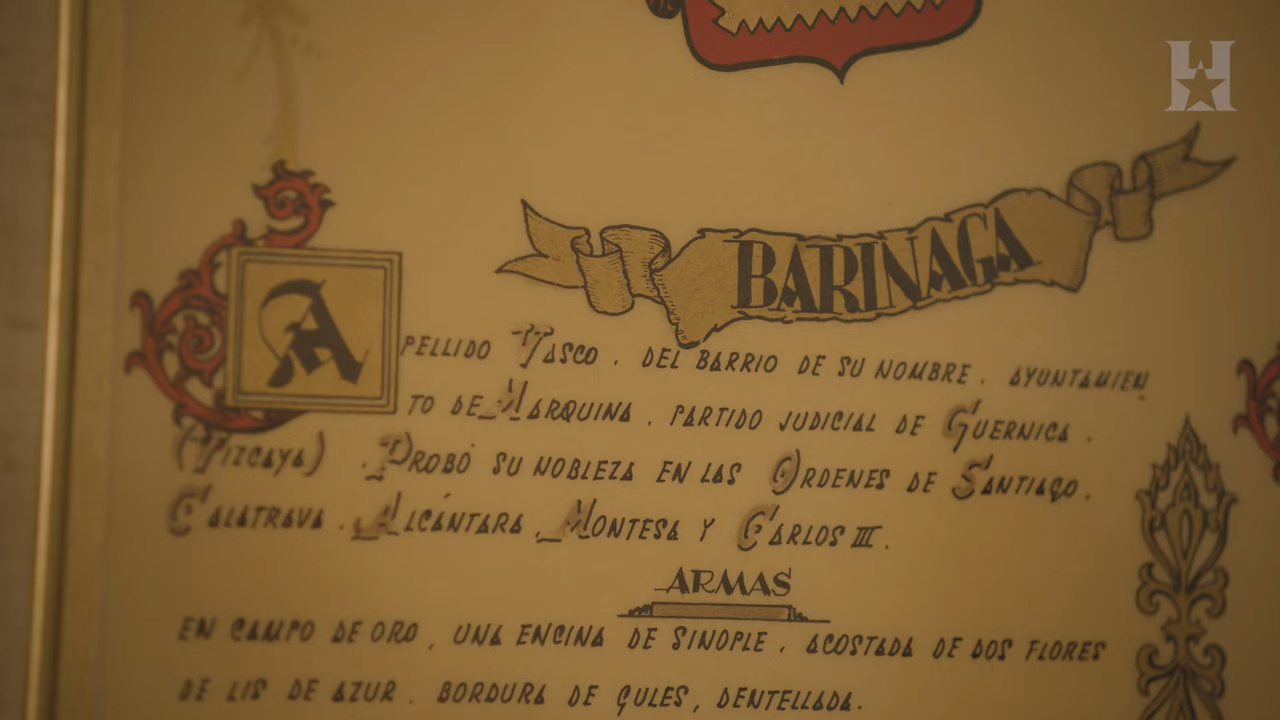 H
BARINAGA
APELLIDO VASCO. DEL BARRIO DE SU NOMBRE. AYUNTAMIEN
TO DE MARQUINA. PARTIDO JUDICIAL DE GUERNICA.
(VIZCAYA). PROBÓ SU NOBLEZA EN LAS ORDENES DE SANTIAGO.
CALATRAVA. ALCÁNTARA. MONTESA Y CARLOS III.
ARMAS
EN CAMPO DE ORO, UNA ENCINA DE SINOPLE. ACOSTADA DE DOS FLORES
DE LIS DE AZUR. BORDURA DE GULES, DENTELLADA.